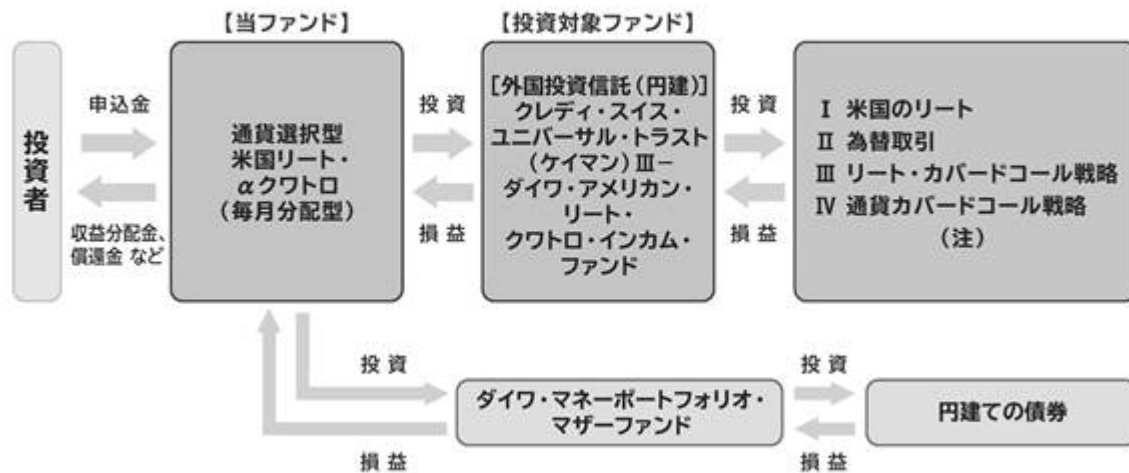 【当ファンド】
【投資対象ファンド】
投資者
申込金
収益分配金、
償還金 など
通貨選択型
米国リート・
αクワトロ
(毎月分配型)
投 資
損 益
[外国投資信託(円建)]
クレディ・スイス・
ユニバーサル・トラスト
(ケイマン)Ⅲ－
ダイワ・アメリカン・
リート・
クワトロ・インカム・
ファンド
投 資
損 益
Ⅰ 米国のリート
Ⅱ 為替取引
Ⅲ リート・カバードコール戦略
Ⅳ 通貨カバードコール戦略
(注)
投 資
損 益
ダイワ・マネーポートフォリオ・
マザーファンド
投 資
損 益
円建ての債券